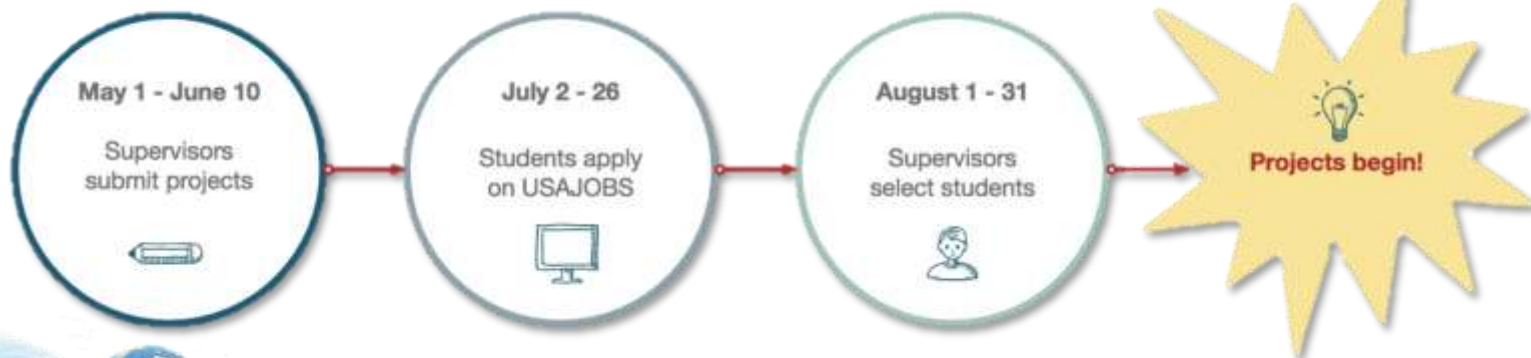 May 1 - June 10
Supervisors
submit projects
July 2 - 26
Students apply
on USAJOBS
August 1 - 31
Supervisors
select students
Projects begin!